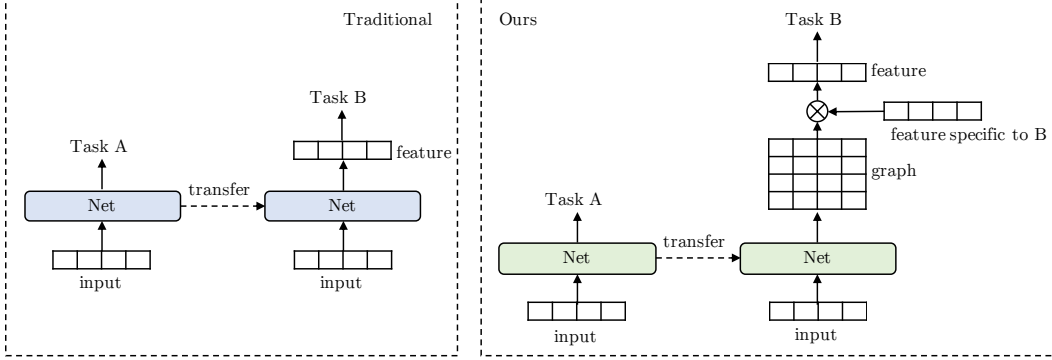 Traditional
Task B
Task A
feature
transfer
Net
Net
input
input
Ours
Task B
feature
feature specific to B
graph
Task A
transfer
Net
Net
input
input